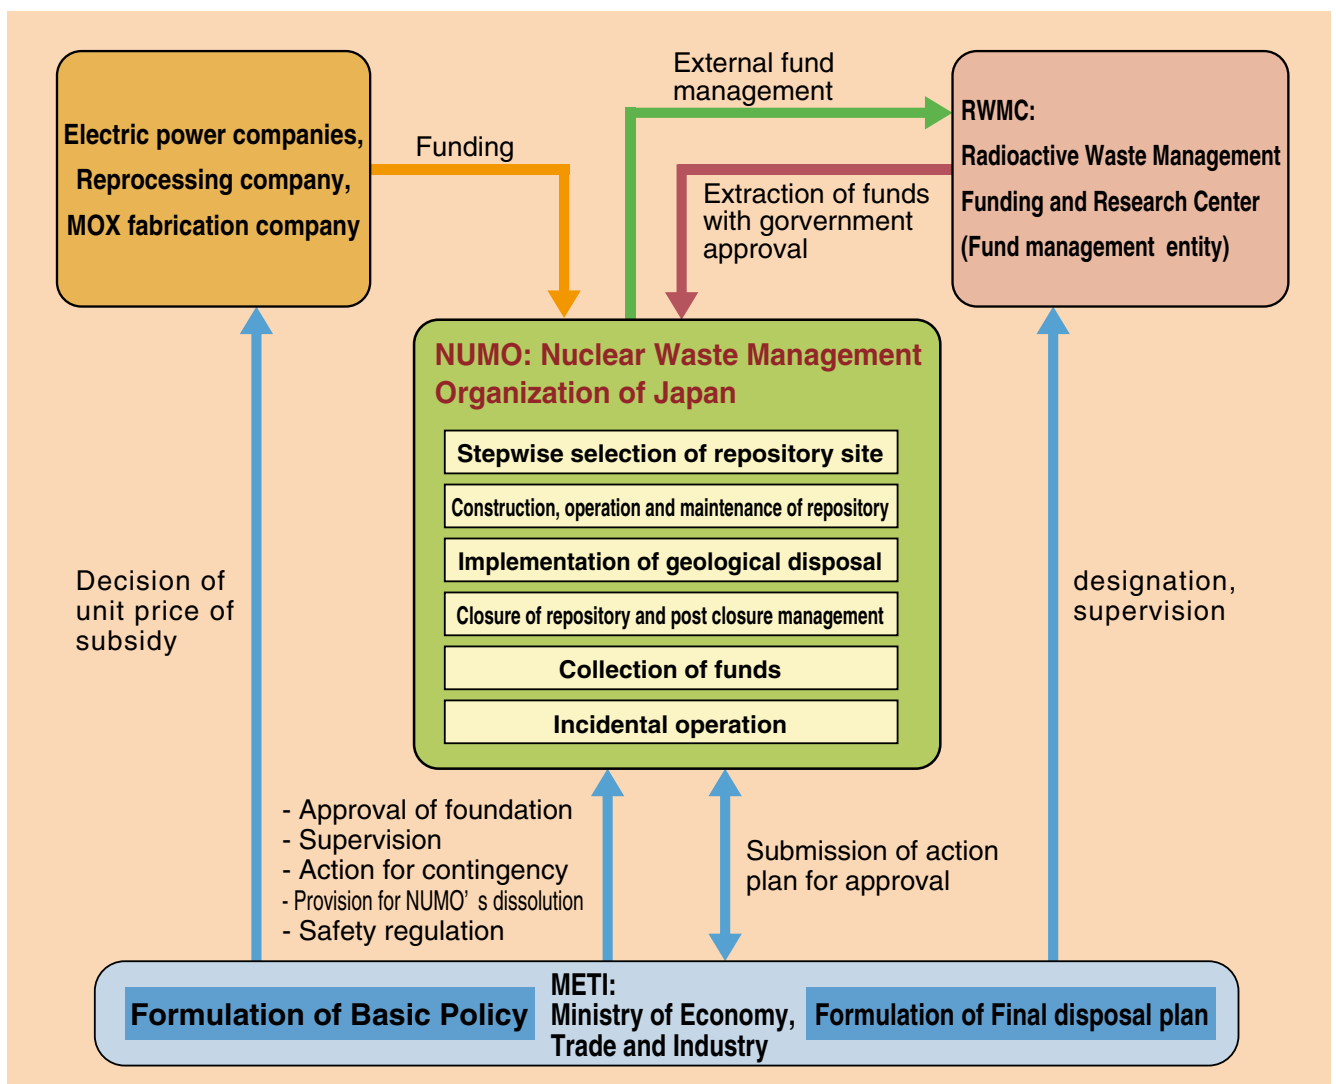 External fund
management
Electric power companies,
Reprocessing company,
MOX fabrication company
Funding
Extraction of funds
with gorvernment
approval
RWMC:
Radioactive Waste Management
Funding and Research Center
(Fund management entity)
NUMO: Nuclear Waste Management
Organization of Japan
Stepwise selection of repository site
Construction, operation and maintenance of repository
Implementation of geological disposal
Closure of repository and post closure management
Collection of funds
Incidental operation
Decision of
unit price of
subsidy
designation,
supervision
- Approval of foundation
- Supervision
- Action for contingency
- Provision for NUMO’ s dissolution
- Safety regulation
Submission of action
plan for approval
Formulation of Basic Policy
METI:
Ministry of Economy,
Trade and Industry
Formulation of Final disposal plan